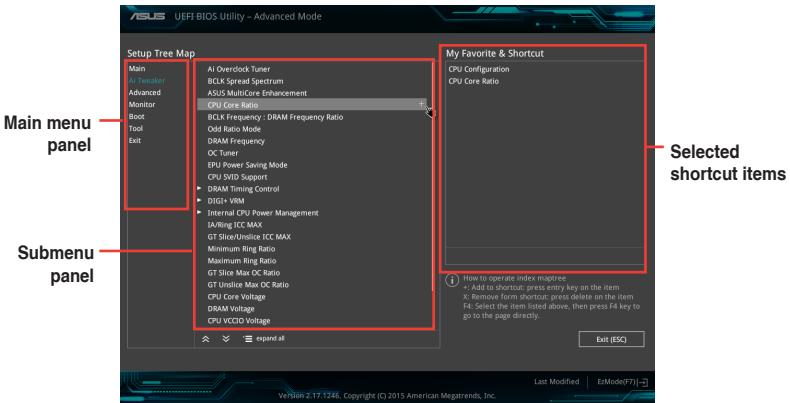 ASUS UEFI BIOS Utility – Advanced Mode
Setup Tree Map
Main
Ai Tweaker
Advanced
Monitor
Boot
Tool
Exit
Ai Overclock Tuner
BCLK Spread Spectrum
ASUS MultiCore Enhancement
CPU Core Ratio +
BCLK Frequency : DRAM Frequency Ratio
Odd Ratio Mode
DRAM Frequency
OC Tuner
EPU Power Saving Mode
CPU SVID Support
DRAM Timing Control
DIGI+ VRM
Internal CPU Power Management
IA/Ring ICC MAX
GT Slice/Unslice ICC MAX
Minimum Ring Ratio
Maximum Ring Ratio
GT Slice Max OC Ratio
GT Unslice Max OC Ratio
CPU Core Voltage
DRAM Voltage
CPU VCCIO Voltage
expand all
My Favorite & Shortcut
CPU Configuration
CPU Core Ratio
How to operate index maptree
+: Add to shortcut: press entry key on the item
X: Remove form shortcut: press delete on the item
F4: Select the item listed above, then press F4 key to
go to the page directly.
Exit (ESC)
Last Modified
EzMode(F7)
Version 2.17.1246. Copyright (C) 2015 American Megatrends, Inc.
Main menu
panel
Submenu
panel
Selected
shortcut items